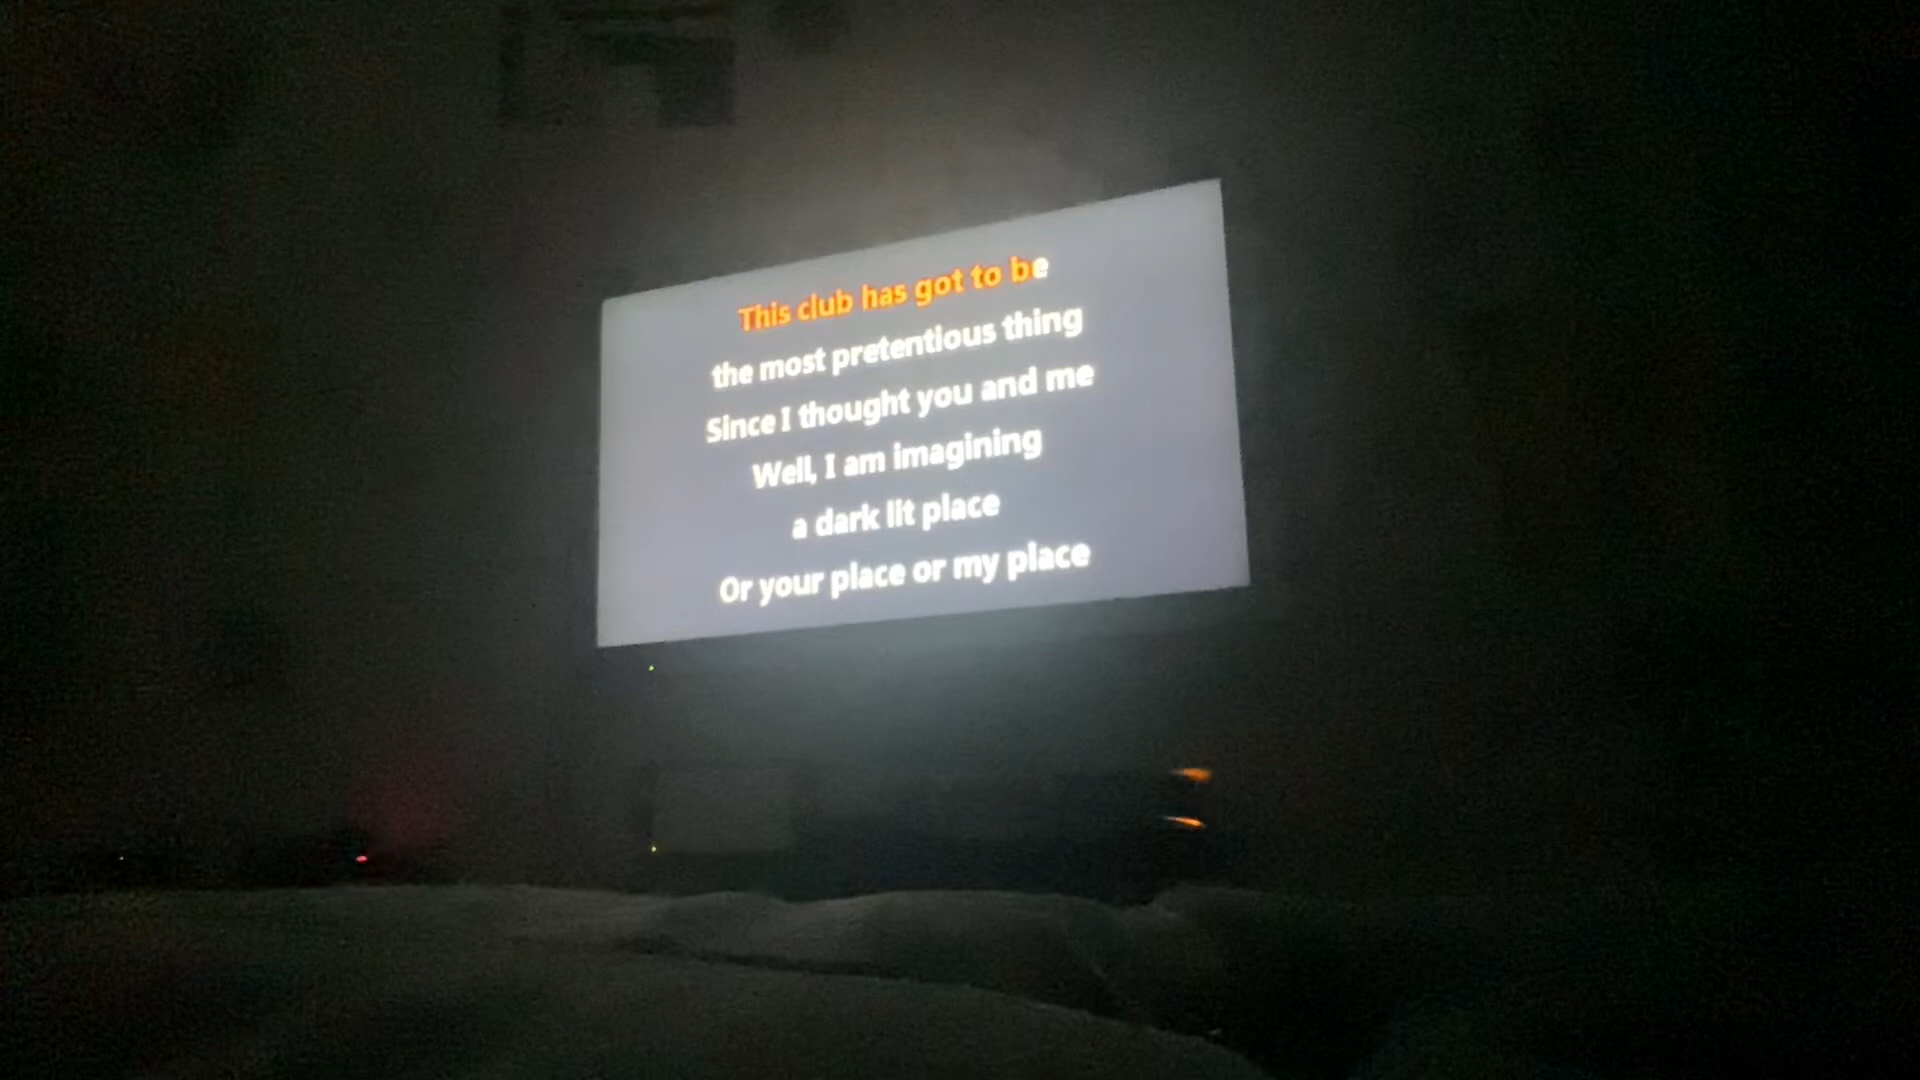 This club has got to be
the most pretentious thing
Since I thought you and me
Well, I am imagining
a dark lit place
Or your place or my place